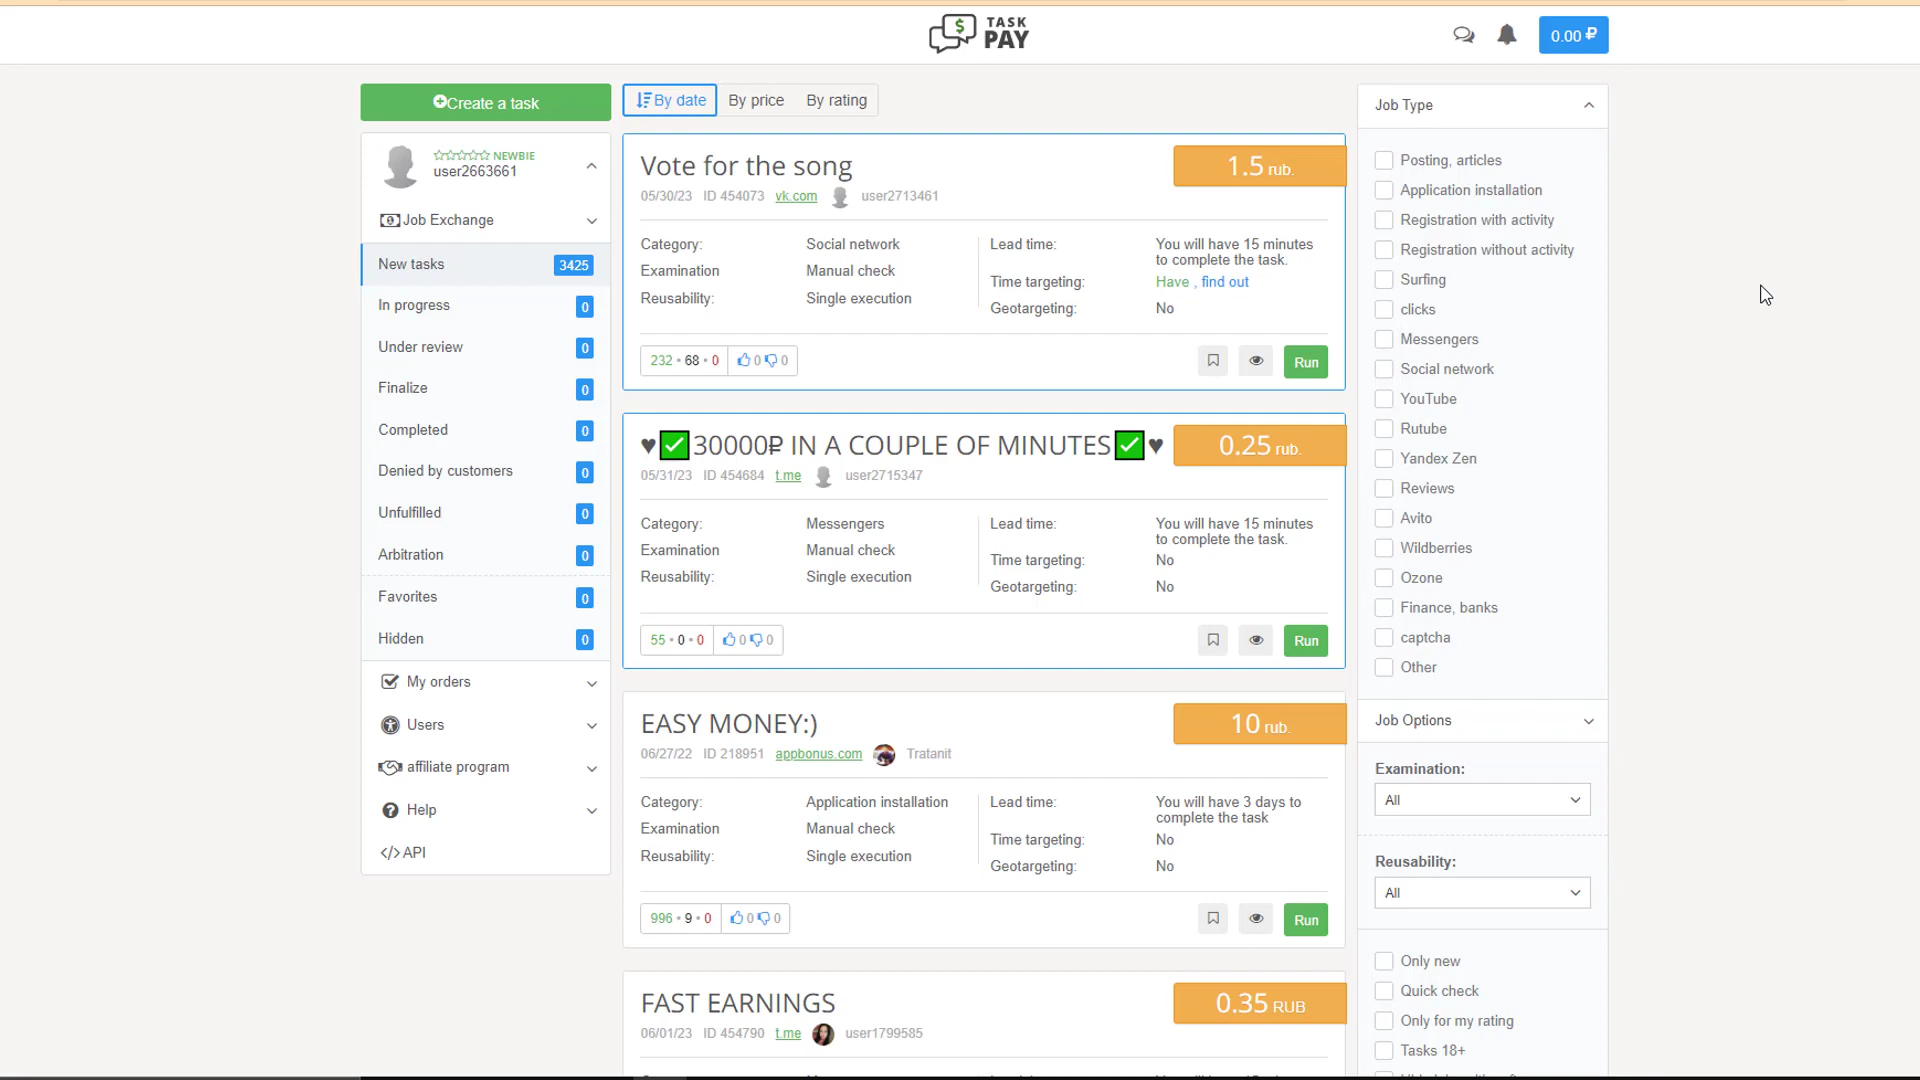 TASK
PAY
0.00 ₽
Create a task
NEWBIE
user2663661
Job Exchange
New tasks 3425
In progress 0
Under review 0
Finalize 0
Completed 0
Denied by customers 0
Unfulfilled 0
Arbitration 0
Favorites 0
Hidden 0
My orders
Users
affiliate program
Help
</> API
By date By price By rating
Vote for the song 1.5 rub.
05/30/23 ID 454073 vk.com user2713461
Category: Social network
Examination Manual check
Reusability: Single execution
Lead time: You will have 15 minutes
to complete the task.
Time targeting: Have , find out
Geotargeting: No
232 • 68 • 0 0 0 Run
♥✅30000₽ IN A COUPLE OF MINUTES✅♥ 0.25 rub.
05/31/23 ID 454684 t.me user2715347
Category: Messengers
Examination Manual check
Reusability: Single execution
Lead time: You will have 15 minutes
to complete the task.
Time targeting: No
Geotargeting: No
55 • 0 • 0 0 0 Run
EASY MONEY:) 10 rub.
06/27/22 ID 218951 appbonus.com Tratanit
Category: Application installation
Examination Manual check
Reusability: Single execution
Lead time: You will have 3 days to
complete the task
Time targeting: No
Geotargeting: No
996 • 9 • 0 0 0 Run
FAST EARNINGS 0.35 RUB
06/01/23 ID 454790 t.me user1799585
Job Type
Posting, articles
Application installation
Registration with activity
Registration without activity
Surfing
clicks
Messengers
Social network
YouTube
Rutube
Yandex Zen
Reviews
Avito
Wildberries
Ozone
Finance, banks
captcha
Other
Job Options
Examination:
All
Reusability:
All
Only new
Quick check
Only for my rating
Tasks 18+